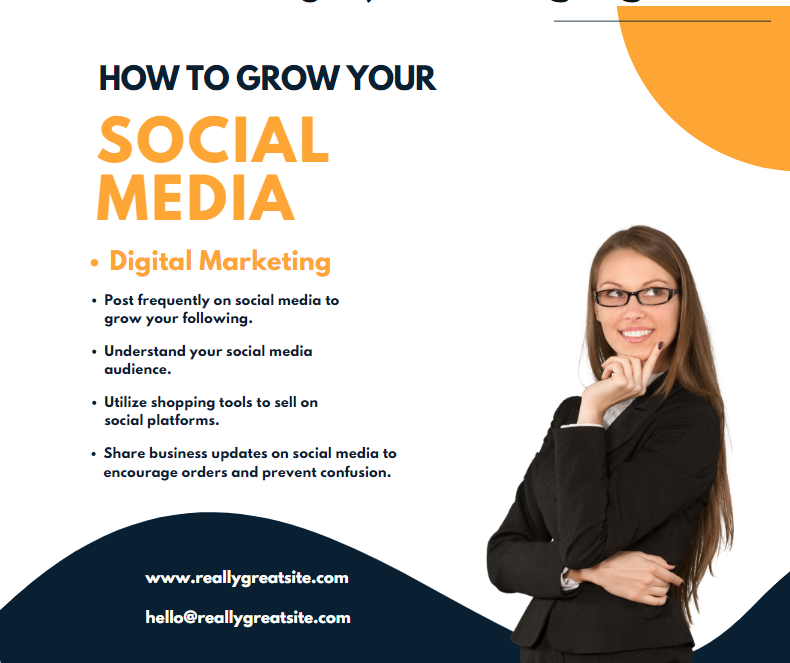 HOW TO GROW YOUR
SOCIAL
MEDIA
• Digital Marketing
• Post frequently on social media to
grow your following.
• Understand your social media
audience.
• Utilize shopping tools to sell on
social platforms.
• Share business updates on social media to
encourage orders and prevent confusion.
www.reallygreatsite.com
hello@reallygreatsite.com